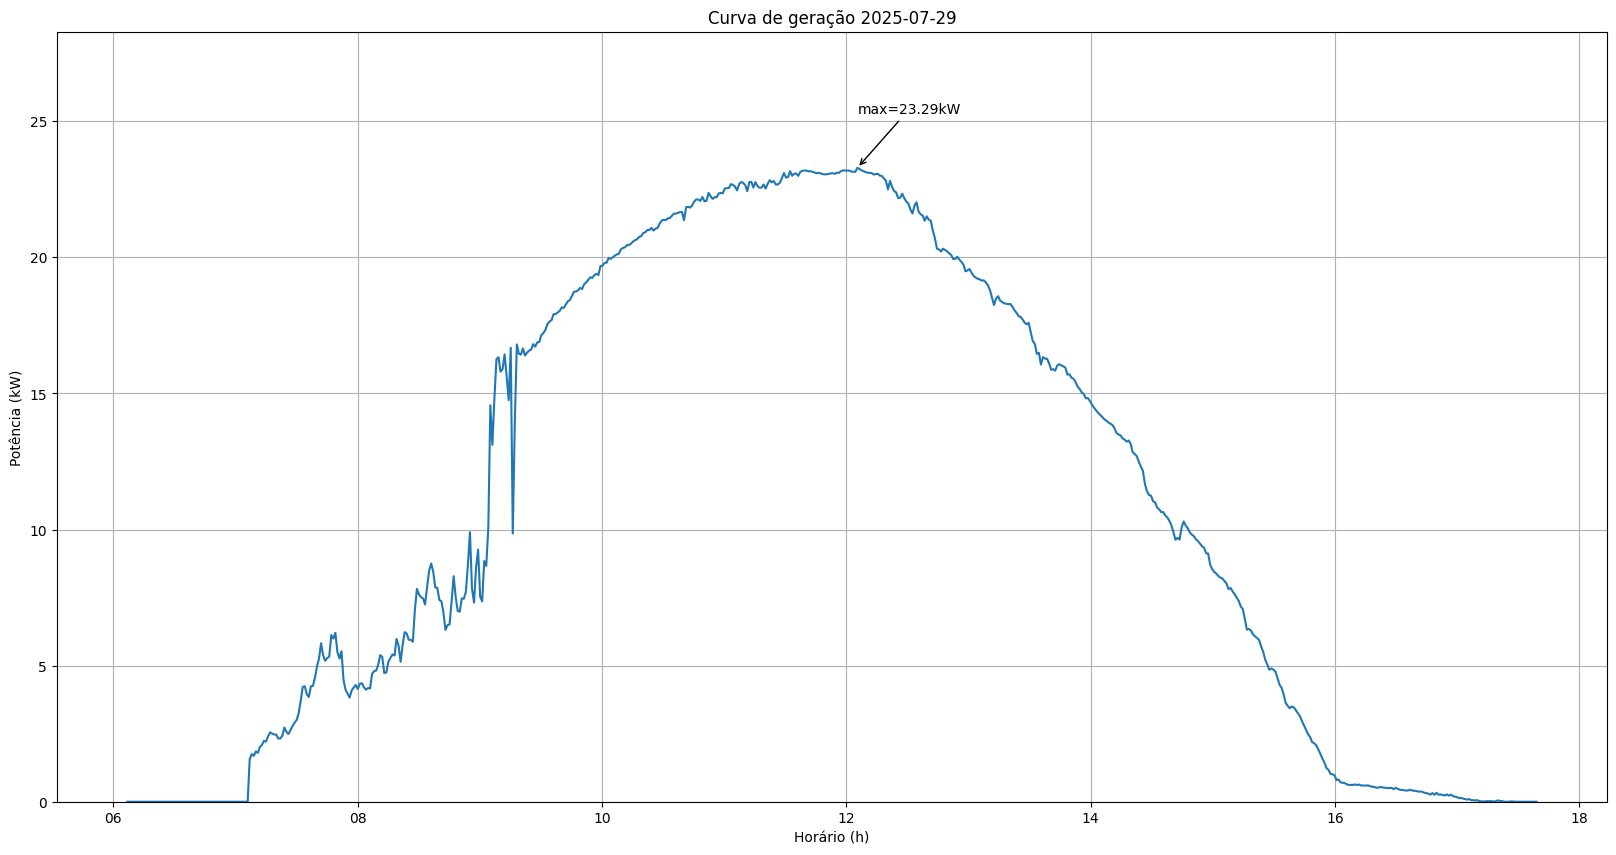 Curva de geração 2025-07-29
max=23.29kW
25
20
15
10
5
0
Potência (kW)
06 08 10 12 14 16 18
Horário (h)